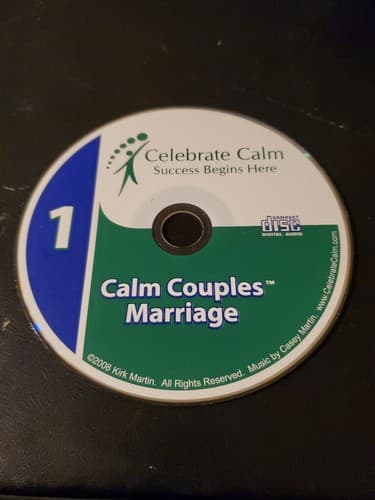 1
Celebrate Calm
Success Begins Here
COMPACT
disc
DIGITAL AUDIO
Calm Couples™
Marriage
©2008 Kirk Martin. All Rights Reserved. Music by Casey Martin. www.CelebrateCalm.com